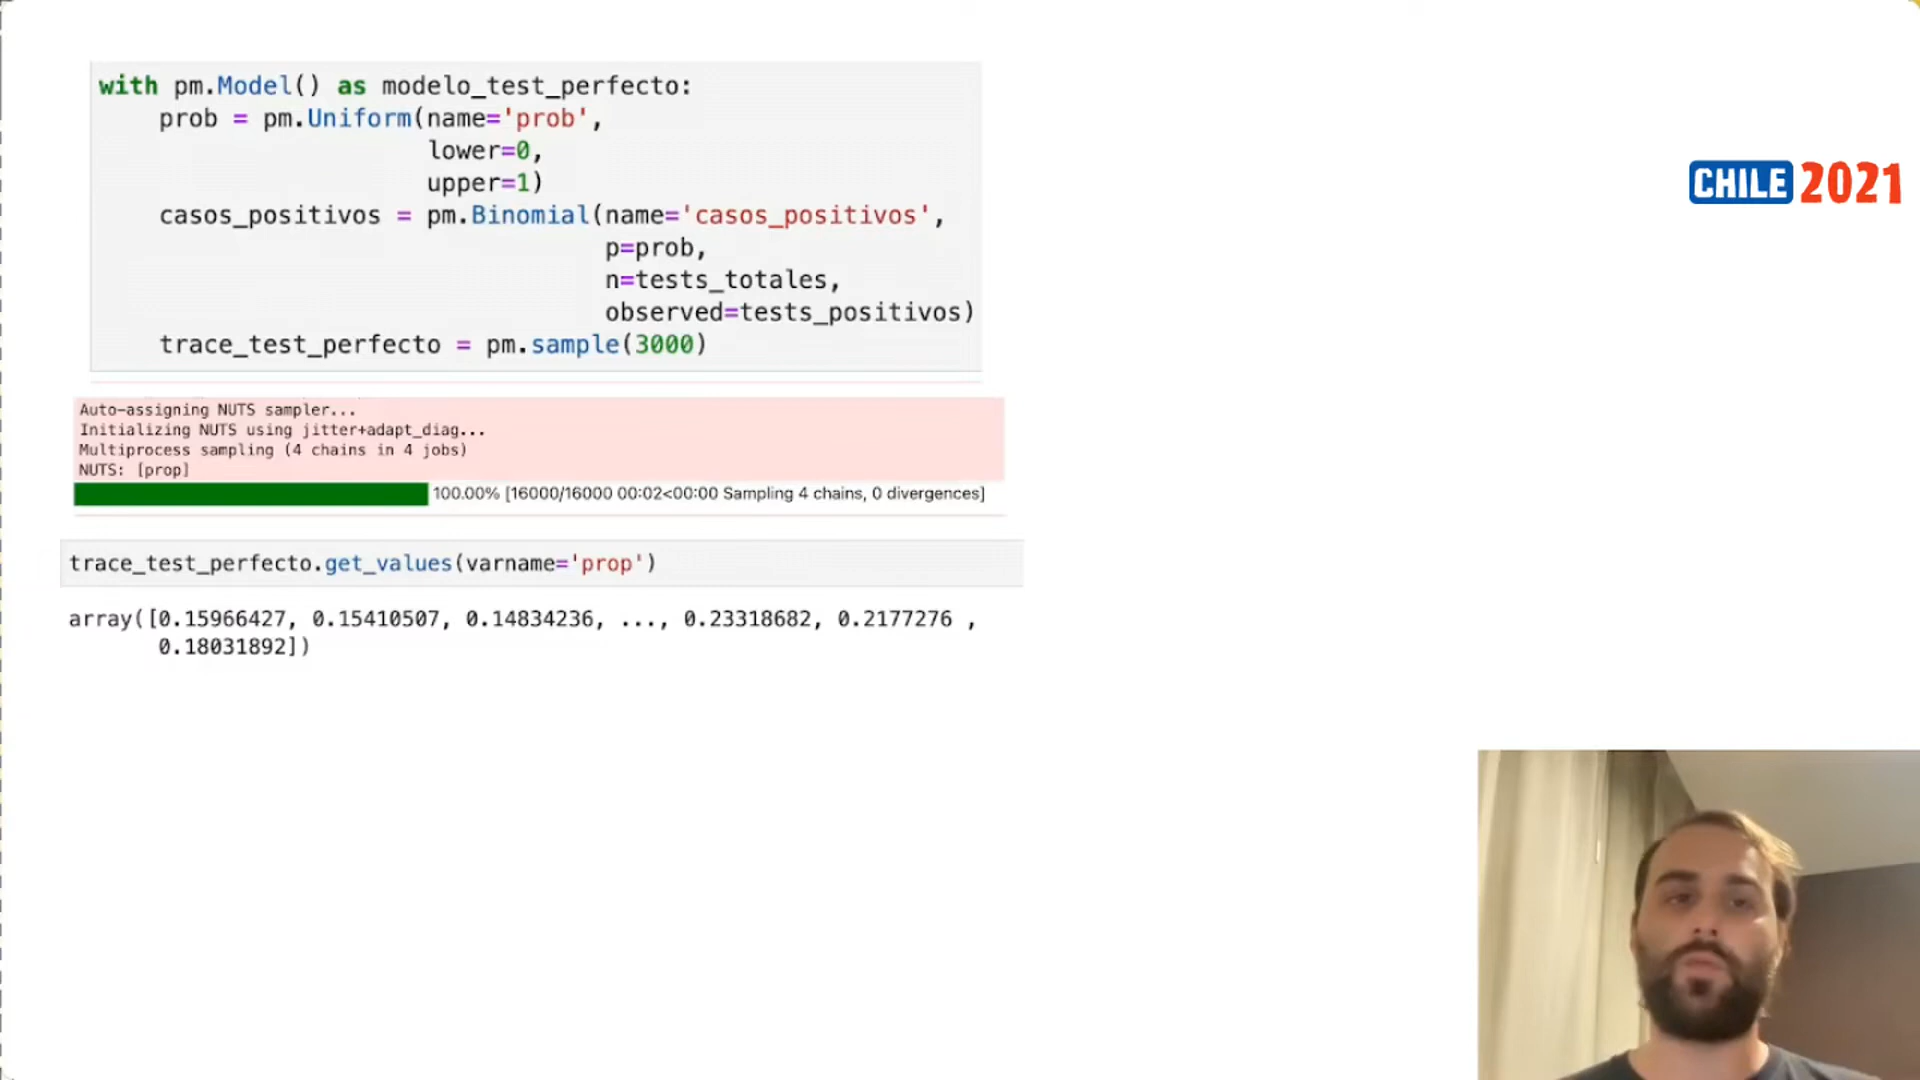 with pm.Model() as modelo_test_perfecto:
    prob = pm.Uniform(name='prob',
                      lower=0,
                      upper=1)
    casos_positivos = pm.Binomial(name='casos_positivos',
                                  p=prob,
                                  n=tests_totales,
                                  observed=tests_positivos)
    trace_test_perfecto = pm.sample(3000)
CHILE 2021
Auto-assigning NUTS sampler...
Initializing NUTS using jitter+adapt_diag...
Multiprocess sampling (4 chains in 4 jobs)
NUTS: [prop]
100.00% [16000/16000 00:02<00:00 Sampling 4 chains, 0 divergences]
trace_test_perfecto.get_values(varname='prop')
array([0.15966427, 0.15410507, 0.14834236, ..., 0.23318682, 0.2177276 ,
       0.18031892])